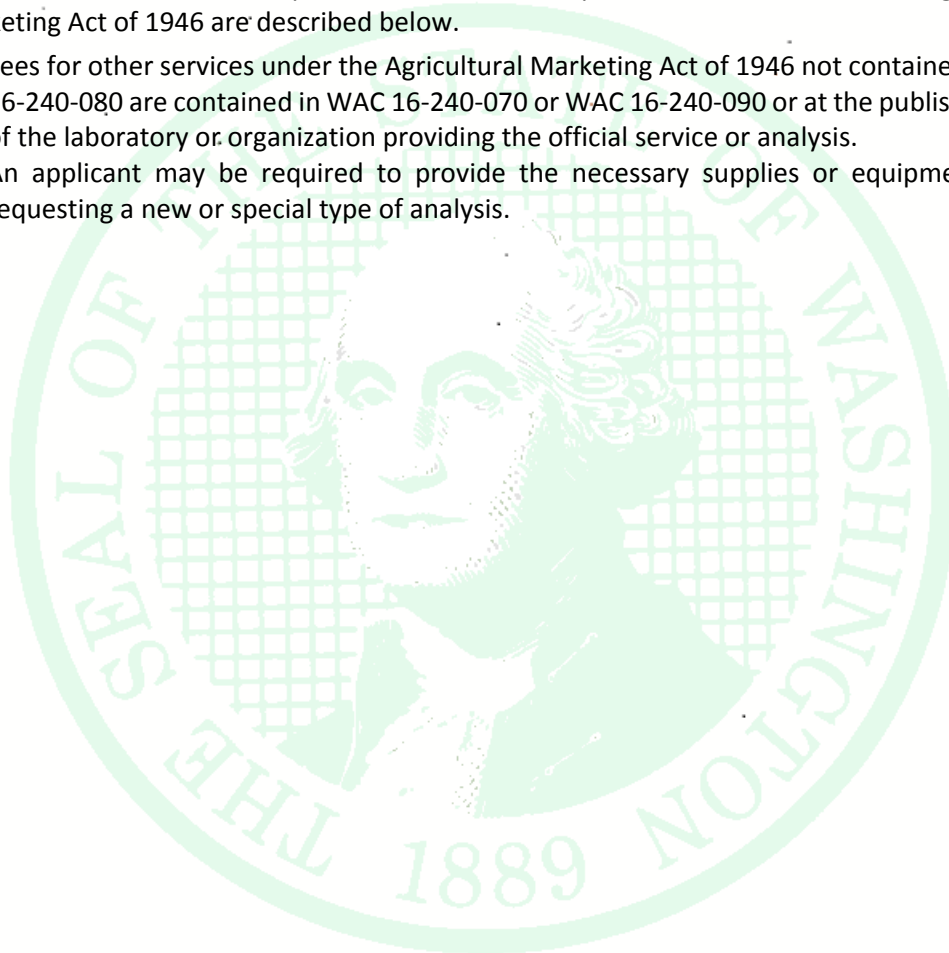 eting Act of 1946 are described below.
ees for other services under the Agricultural Marketing Act of 1946 not containe
6-240-080 are contained in WAC 16-240-070 or WAC 16-240-090 or at the publis
of the laboratory or organization providing the official service or analysis.
An applicant may be required to provide the necessary supplies or equipme
equesting a new or special type of analysis.
THE SEAL OF THE STATE OF WASHINGTON
1889